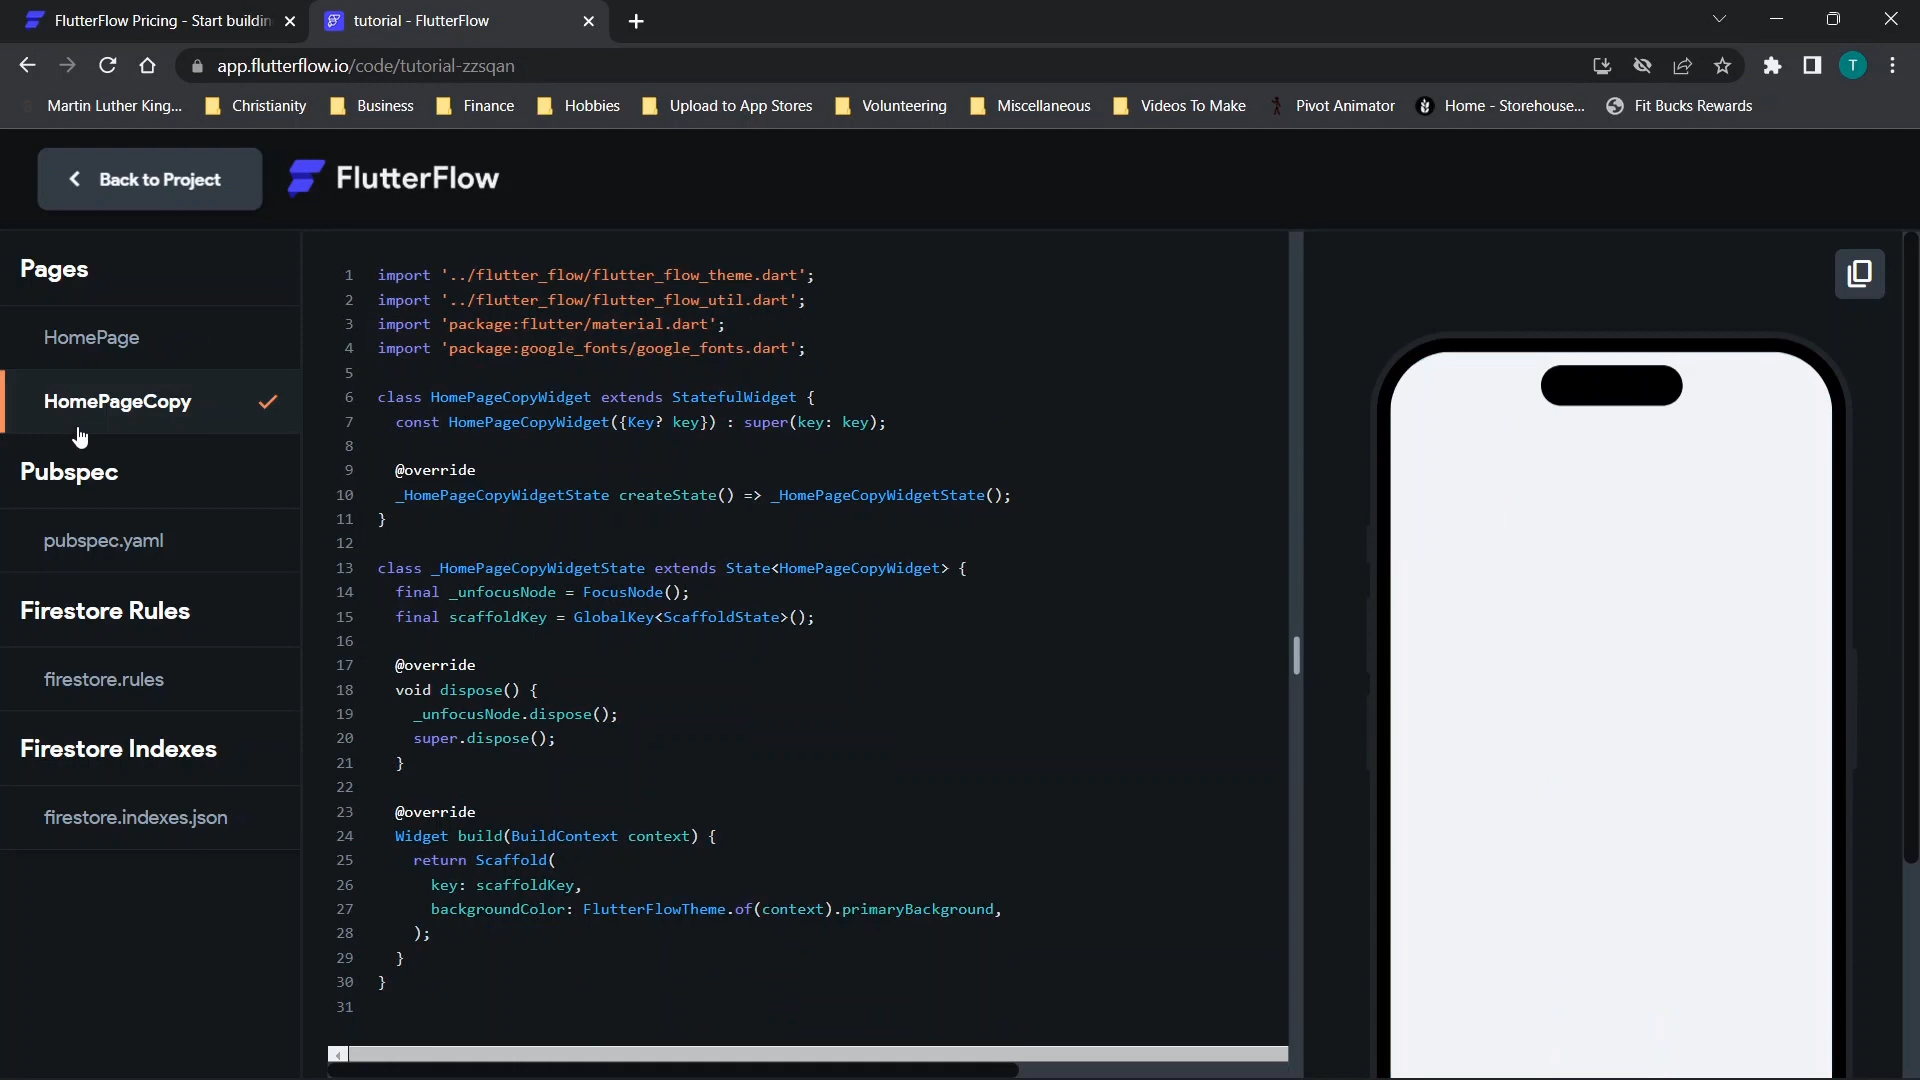 FlutterFlow Pricing - Start buildin
tutorial - FlutterFlow
app.flutterflow.io/code/tutorial-zzsqan
T
Martin Luther King...
Christianity
Business
Finance
Hobbies
Upload to App Stores
Volunteering
Miscellaneous
Videos To Make
Pivot Animator
Home - Storehouse...
Fit Bucks Rewards
Back to Project
FlutterFlow
Pages
HomePage
HomePageCopy
Pubspec
pubspec.yaml
Firestore Rules
firestore.rules
Firestore Indexes
firestore.indexes.json
1 import '../flutter_flow/flutter_flow_theme.dart';
2 import '../flutter_flow/flutter_flow_util.dart';
3 import 'package:flutter/material.dart';
4 import 'package:google_fonts/google_fonts.dart';
5
6 class HomePageCopyWidget extends StatefulWidget {
7 const HomePageCopyWidget({Key? key}) : super(key: key);
8
9 @override
10 _HomePageCopyWidgetState createState() => _HomePageCopyWidgetState();
11 }
12
13 class _HomePageCopyWidgetState extends State<HomePageCopyWidget> {
14 final _unfocusNode = FocusNode();
15 final scaffoldKey = GlobalKey<ScaffoldState>();
16
17 @override
18 void dispose() {
19 _unfocusNode.dispose();
20 super.dispose();
21 }
22
23 @override
24 Widget build(BuildContext context) {
25 return Scaffold(
26 key: scaffoldKey,
27 backgroundColor: FlutterFlowTheme.of(context).primaryBackground,
28 );
29 }
30 }
31